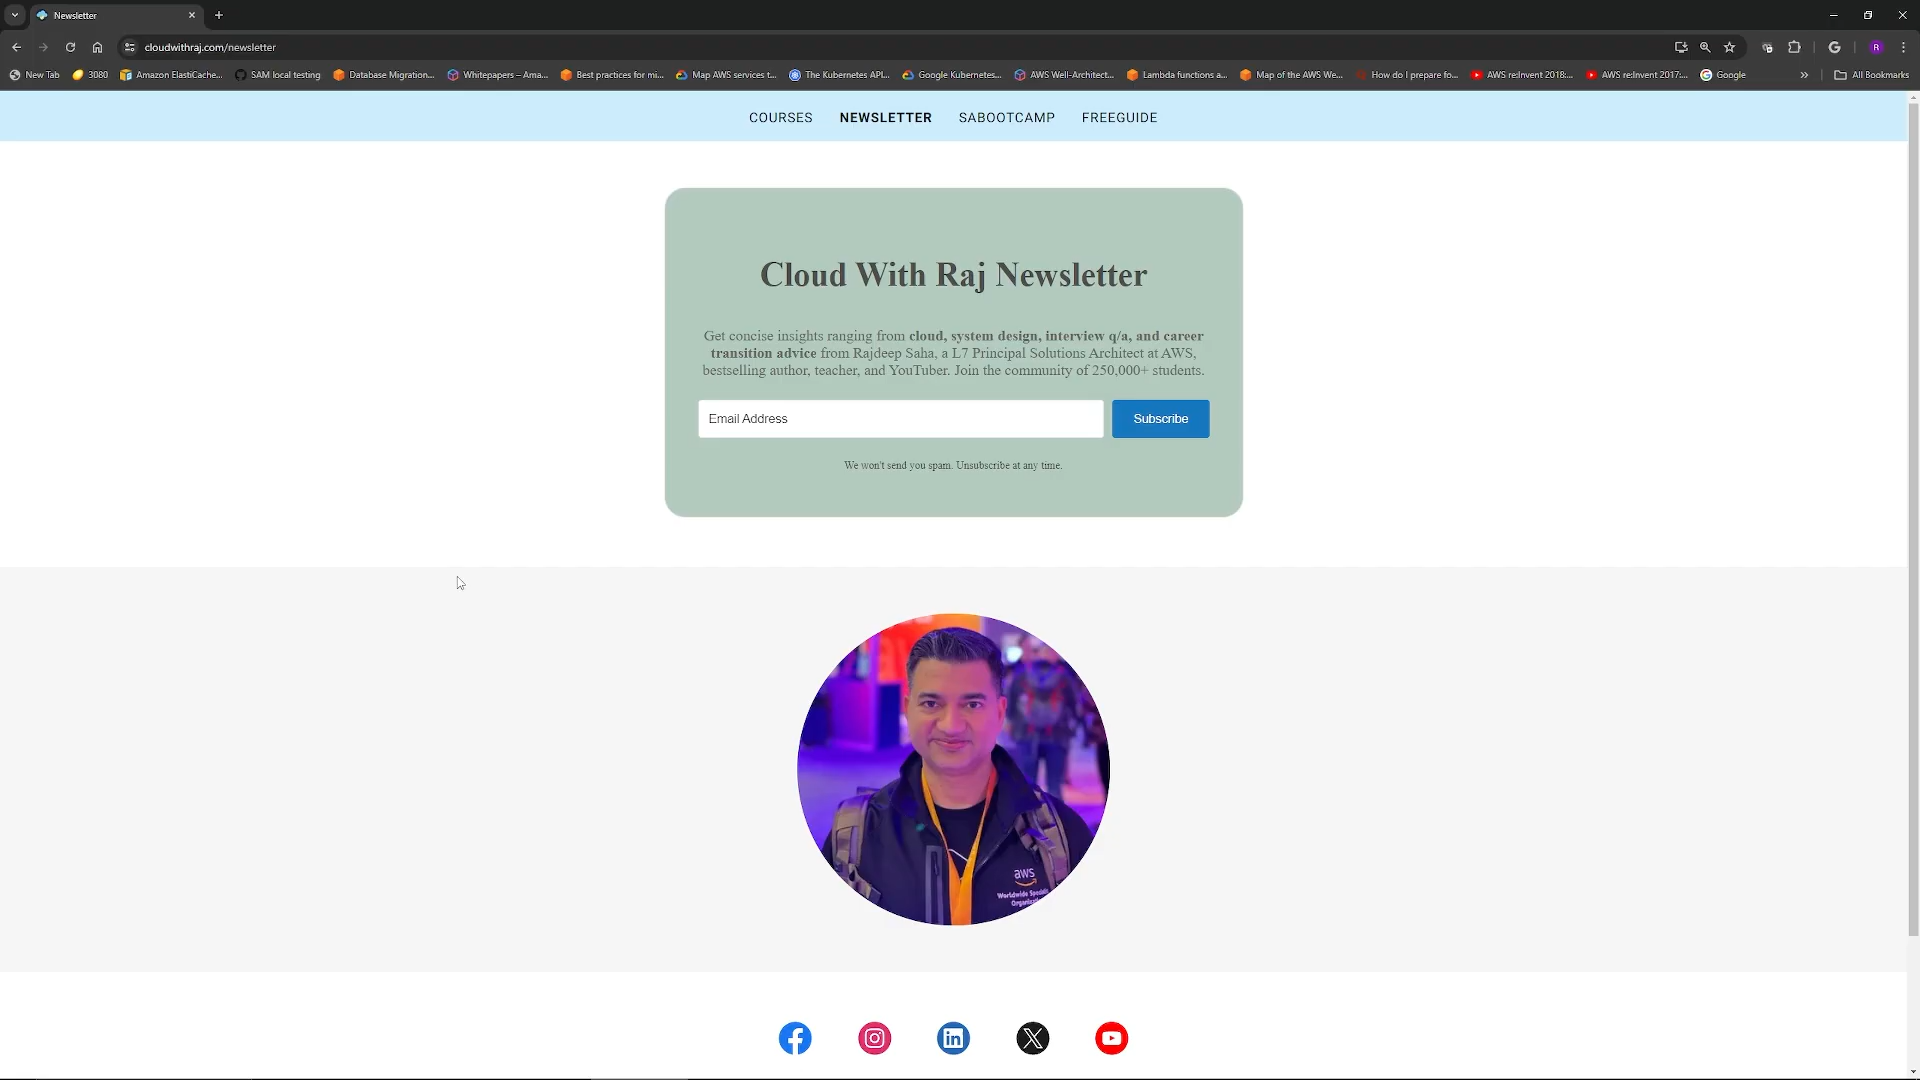 Newsletter
cloudwithraj.com/newsletter
R
New Tab
3080
Amazon ElastiCache...
SAM local testing
Database Migration...
Whitepapers – Ama...
Best practices for mi...
Map AWS services t...
The Kubernetes API...
Google Kubernetes...
AWS Well-Architect...
Lambda functions a...
Map of the AWS We...
How do I prepare fo...
AWS re:Invent 2018:...
AWS re:Invent 2017:...
Google
All Bookmarks
COURSES NEWSLETTER SABOOTCAMP FREEGUIDE
Cloud With Raj Newsletter
Get concise insights ranging from cloud, system design, interview q/a, and career
transition advice from Rajdeep Saha, a L7 Principal Solutions Architect at AWS,
bestselling author, teacher, and YouTuber. Join the community of 250,000+ students.
Email Address
Subscribe
We won't send you spam. Unsubscribe at any time.
aws
Worldwide